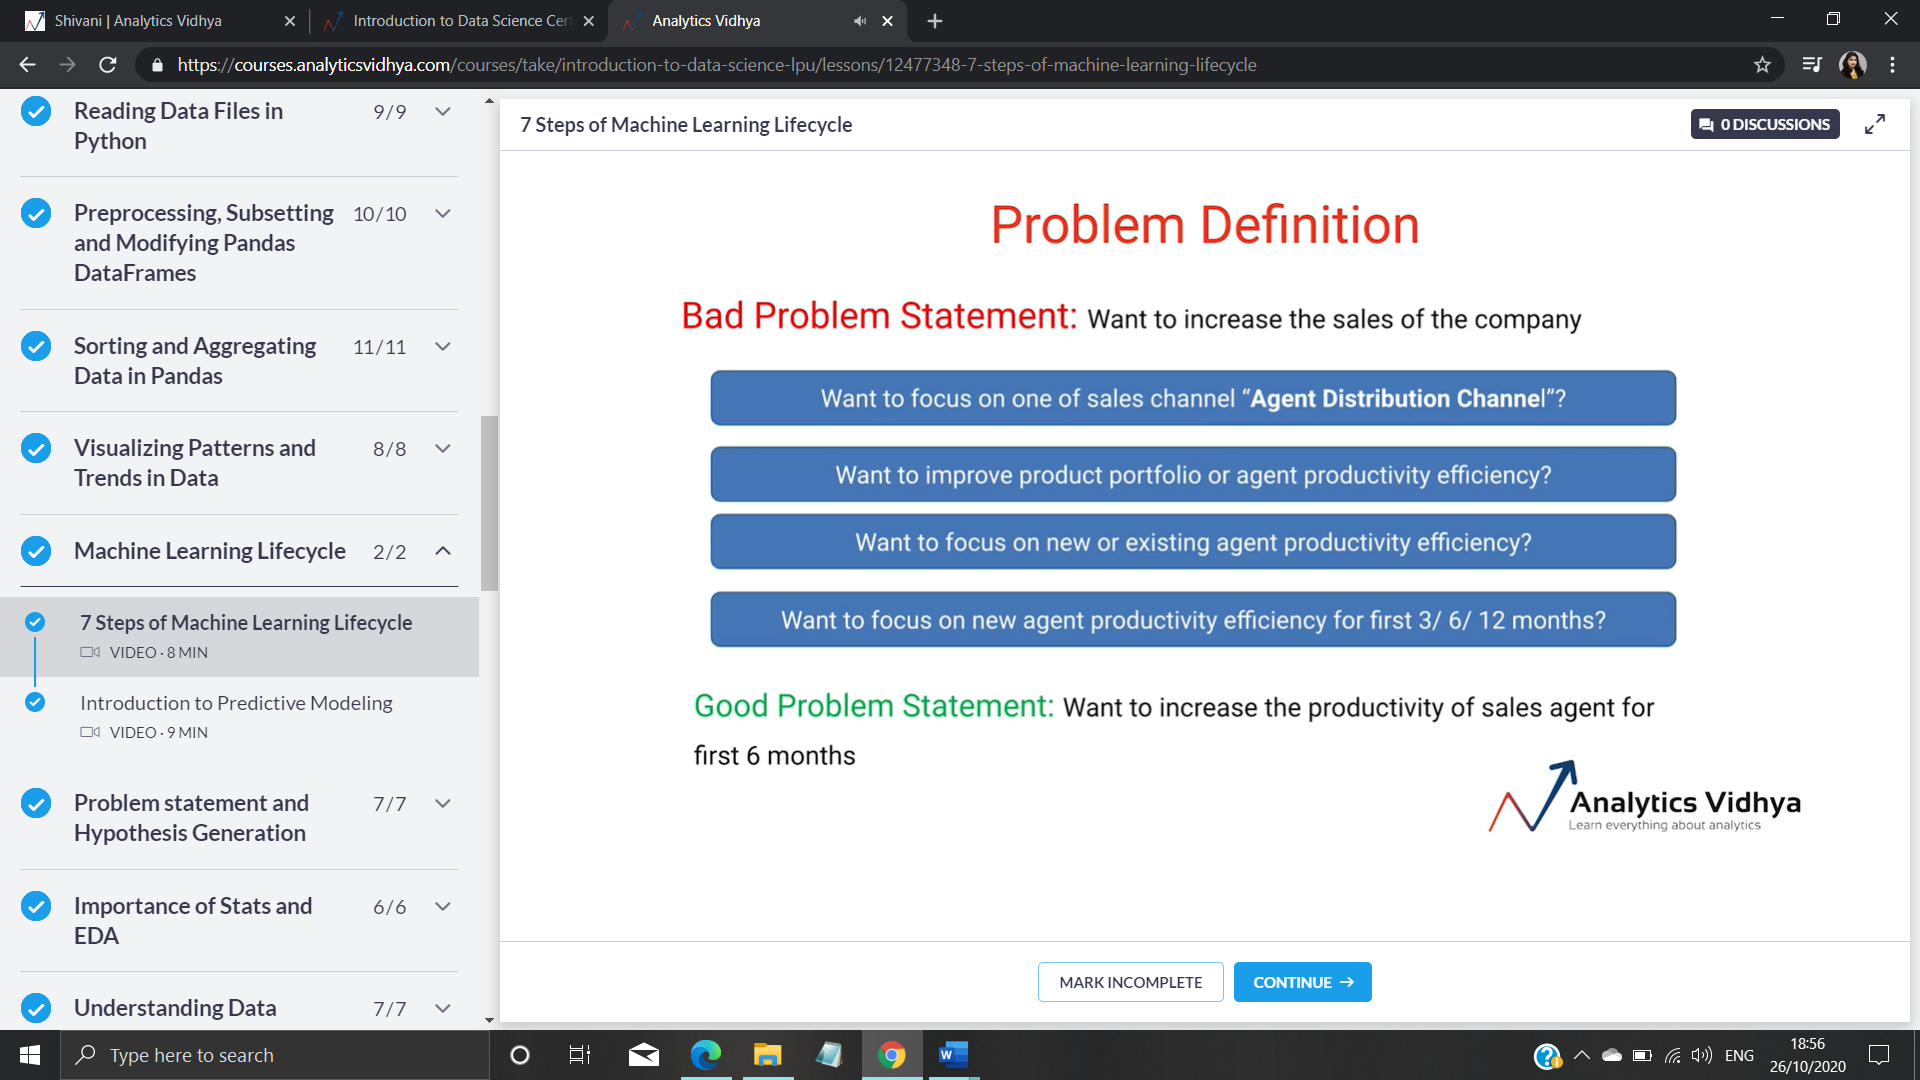 Shivani | Analytics Vidhya
Introduction to Data Science Cert
Analytics Vidhya
https://courses.analyticsvidhya.com/courses/take/introduction-to-data-science-lpu/lessons/12477348-7-steps-of-machine-learning-lifecycle
Reading Data Files in
Python
9/9
Preprocessing, Subsetting
and Modifying Pandas
DataFrames
10/10
Sorting and Aggregating
Data in Pandas
11/11
Visualizing Patterns and
Trends in Data
8/8
Machine Learning Lifecycle
2/2
7 Steps of Machine Learning Lifecycle
VIDEO · 8 MIN
Introduction to Predictive Modeling
VIDEO · 9 MIN
Problem statement and
Hypothesis Generation
7/7
Importance of Stats and
EDA
6/6
Understanding Data
7/7
7 Steps of Machine Learning Lifecycle
0 DISCUSSIONS
Problem Definition
Bad Problem Statement: Want to increase the sales of the company
Want to focus on one of sales channel “Agent Distribution Channel”?
Want to improve product portfolio or agent productivity efficiency?
Want to focus on new or existing agent productivity efficiency?
Want to focus on new agent productivity efficiency for first 3/ 6/ 12 months?
Good Problem Statement: Want to increase the productivity of sales agent for
first 6 months
Analytics Vidhya
Learn everything about analytics
MARK INCOMPLETE
CONTINUE →
Type here to search
W
ENG
18:56
26/10/2020